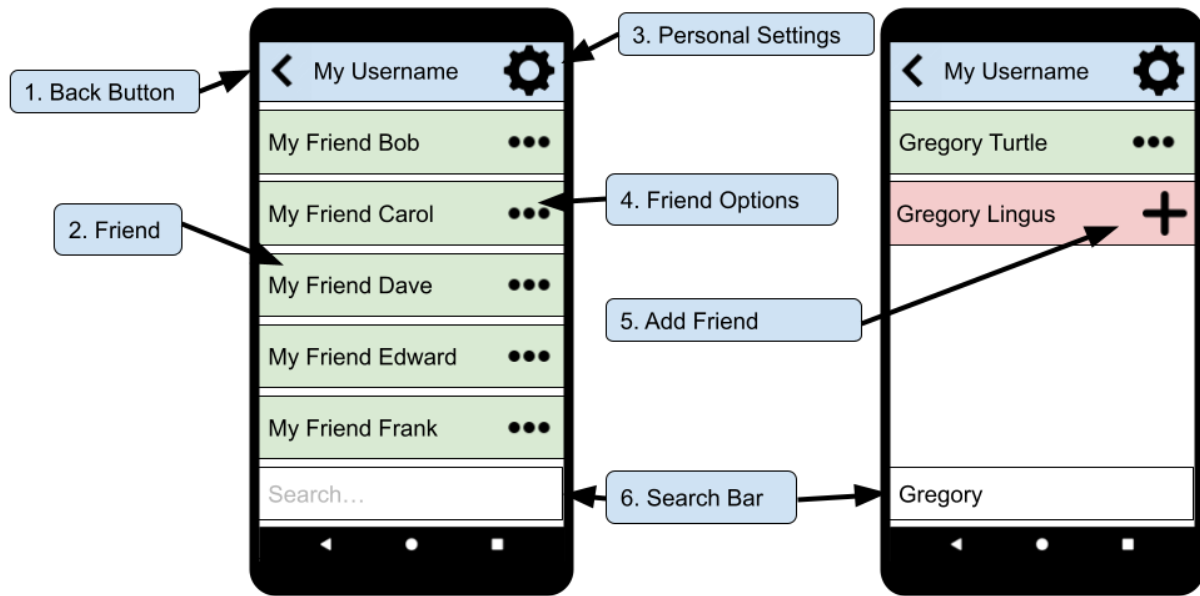 3. Personal Settings
1. Back Button
My Username
My Friend Bob
My Friend Carol
2. Friend
My Friend Dave
My Friend Edward
My Friend Frank
Search...
4. Friend Options
5. Add Friend
6. Search Bar
My Username
Gregory Turtle
Gregory Lingus
Gregory